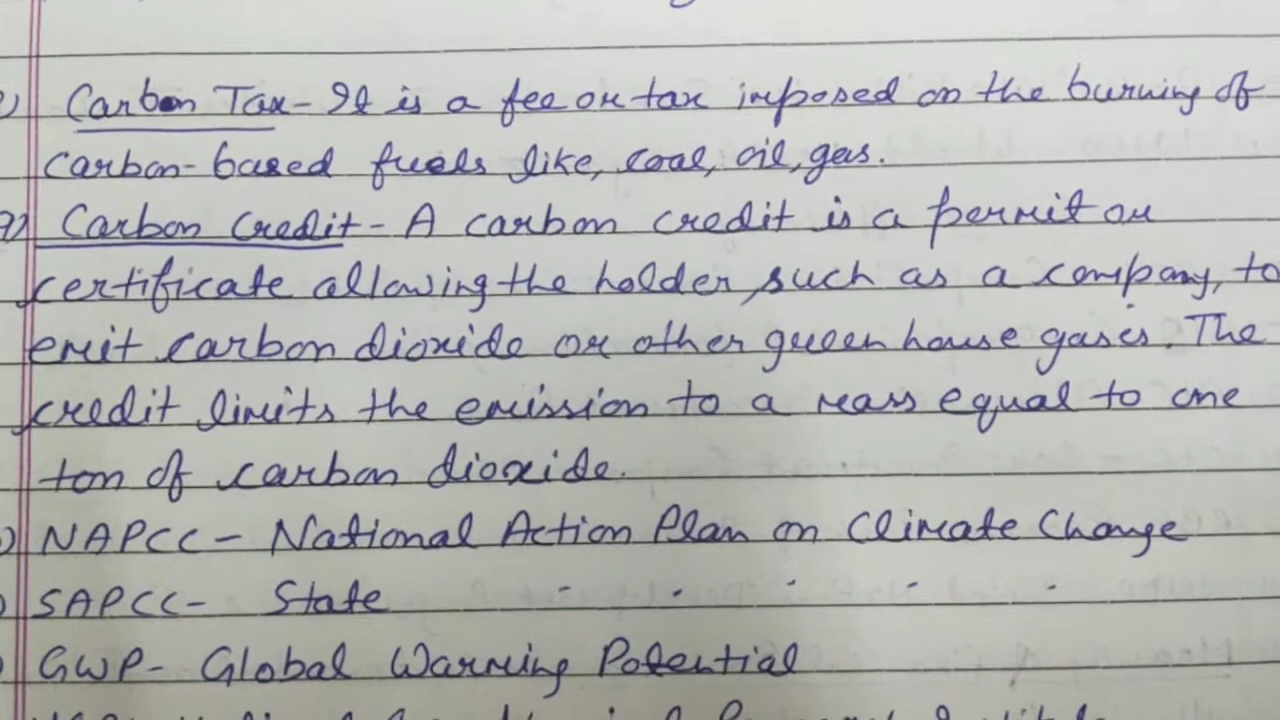 Carbon Tax - It is a fee or tax imposed on the burning of
carbon-based fuels like, coal, oil, gas.
7) Carbon Credit - A carbon credit is a permit or
certificate allowing the holder, such as a company, to
emit carbon dioxide or other green house gases. The
credit limits the emission to a mass equal to one
ton of carbon dioxide.
) NAPCC - National Action Plan on Climate Change
) SAPCC - State - . - - .
) GWP - Global Warming Potential